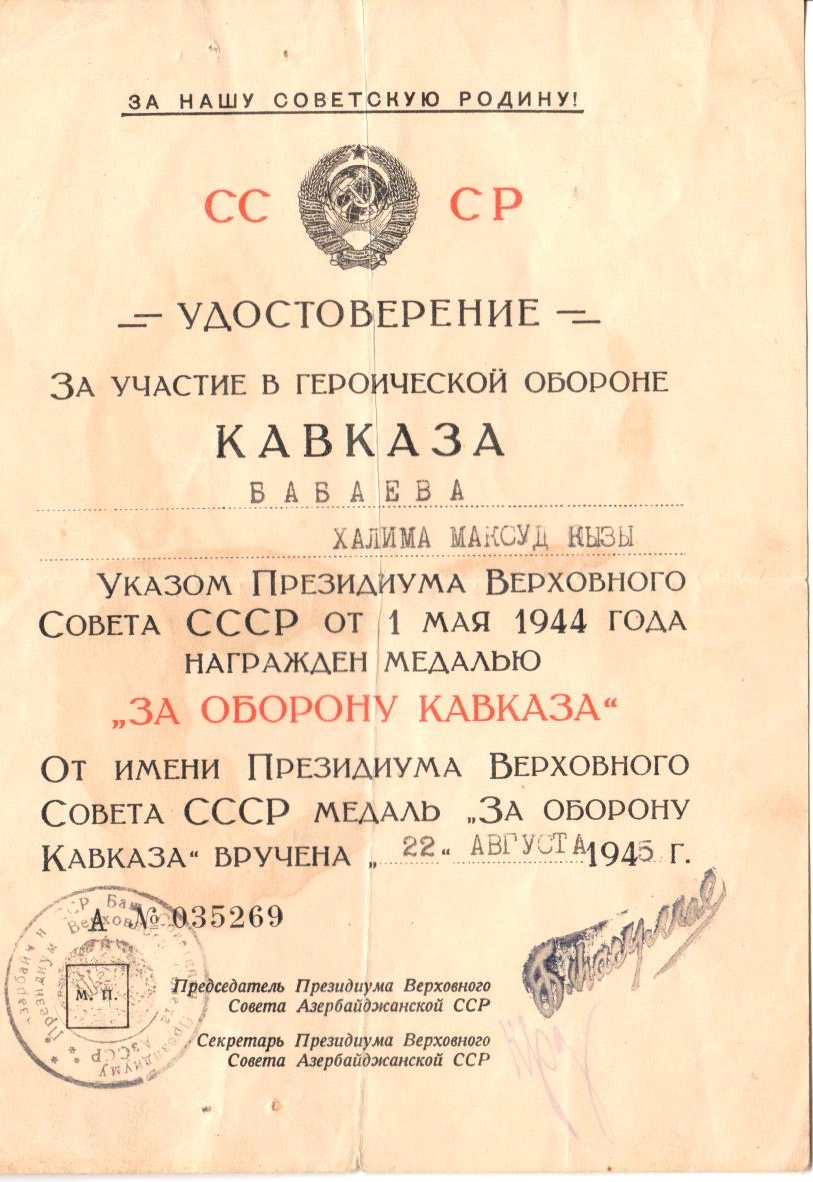 ЗА НАШУ СОВЕТСКУЮ РОДИНУ!
СС СР
УДОСТОВЕРЕНИЕ
ЗА УЧАСТИЕ В ГЕРОИЧЕСКОЙ ОБОРОНЕ
КАВКАЗА
БАБАЕВА
ХАЛИМА МАКСУД КЫЗЫ
УКАЗОМ ПРЕЗИДИУМА ВЕРХОВНОГО
СОВЕТА СССР ОТ 1 МАЯ 1944 ГОДА
НАГРАЖДЕН МЕДАЛЬЮ
„ЗА ОБОРОНУ КАВКАЗА“
ОТ ИМЕНИ ПРЕЗИДИУМА ВЕРХОВНОГО
СОВЕТА СССР МЕДАЛЬ „ЗА ОБОРОНУ
КАВКАЗА“ ВРУЧЕНА „22“ АВГУСТА 1945 Г.
А № 035269
М. П.
Председатель Президиума Верховного
Совета Азербайджанской ССР
Секретарь Президиума Верховного
Совета Азербайджанской ССР